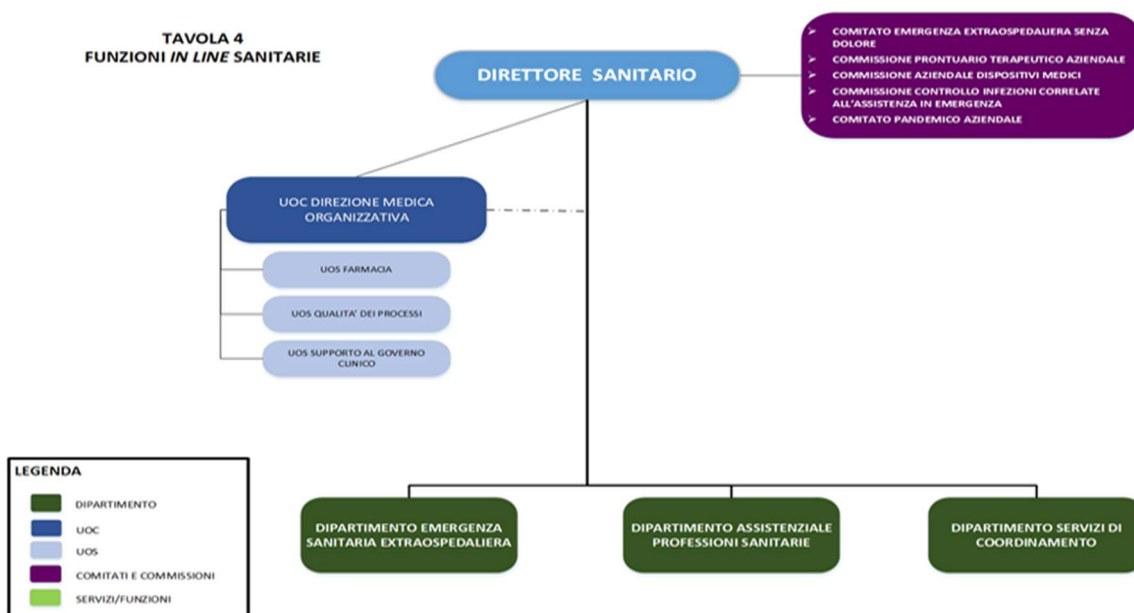 TAVOLA 4
FUNZIONI IN LINE SANITARIE
DIRETTORE SANITARIO
➢ COMITATO EMERGENZA EXTRAOSPEDALIERA SENZA
DOLORE
➢ COMMISSIONE PRONTUARIO TERAPEUTICO AZIENDALE
➢ COMMISSIONE AZIENDALE DISPOSITIVI MEDICI
➢ COMMISSIONE CONTROLLO INFEZIONI CORRELATE
ALL'ASSISTENZA IN EMERGENZA
➢ COMITATO PANDEMICO AZIENDALE
UOC DIREZIONE MEDICA
ORGANIZZATIVA
UOS FARMACIA
UOS QUALITA' DEI PROCESSI
UOS SUPPORTO AL GOVERNO
CLINICO
LEGENDA
DIPARTIMENTO
UOC
UOS
COMITATI E COMMISSIONI
SERVIZI/FUNZIONI
DIPARTIMENTO EMERGENZA
SANITARIA EXTRAOSPEDALIERA
DIPARTIMENTO ASSISTENZIALE
PROFESSIONI SANITARIE
DIPARTIMENTO SERVIZI DI
COORDINAMENTO